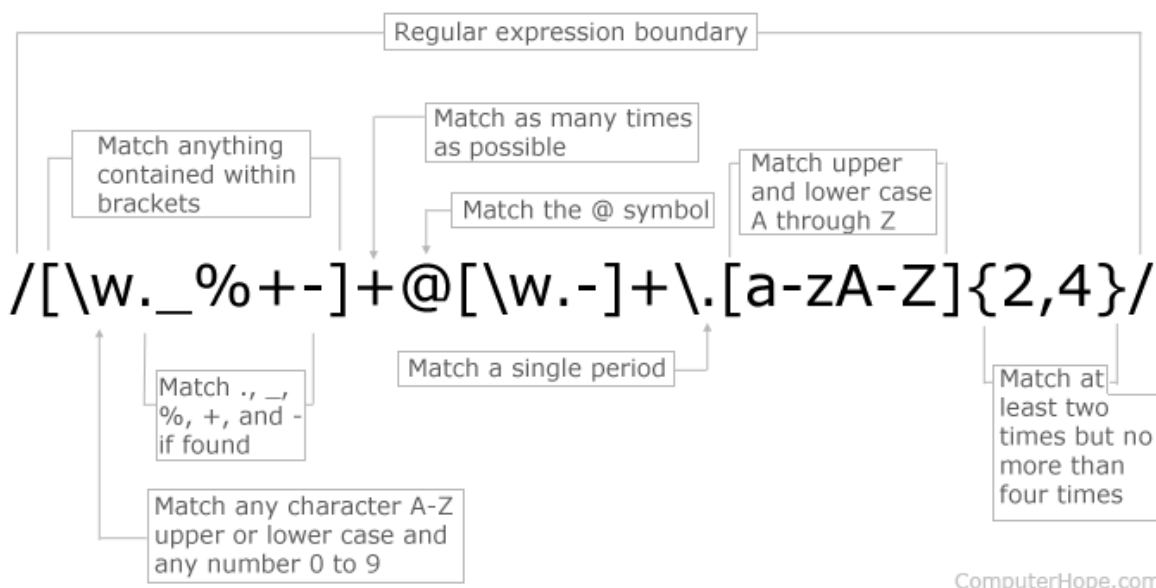 Regular expression boundary
Match as many times
as possible
Match anything
contained within
brackets
Match upper
and lower case
A through Z
Match the @ symbol
/[\w._%+-]+@[\w.-]+\.[a-zA-Z]{2,4}/
Match a single period
Match ., _,
%, +, and -
if found
Match at
least two
times but no
more than
four times
Match any character A-Z
upper or lower case and
any number 0 to 9
ComputerHope.com